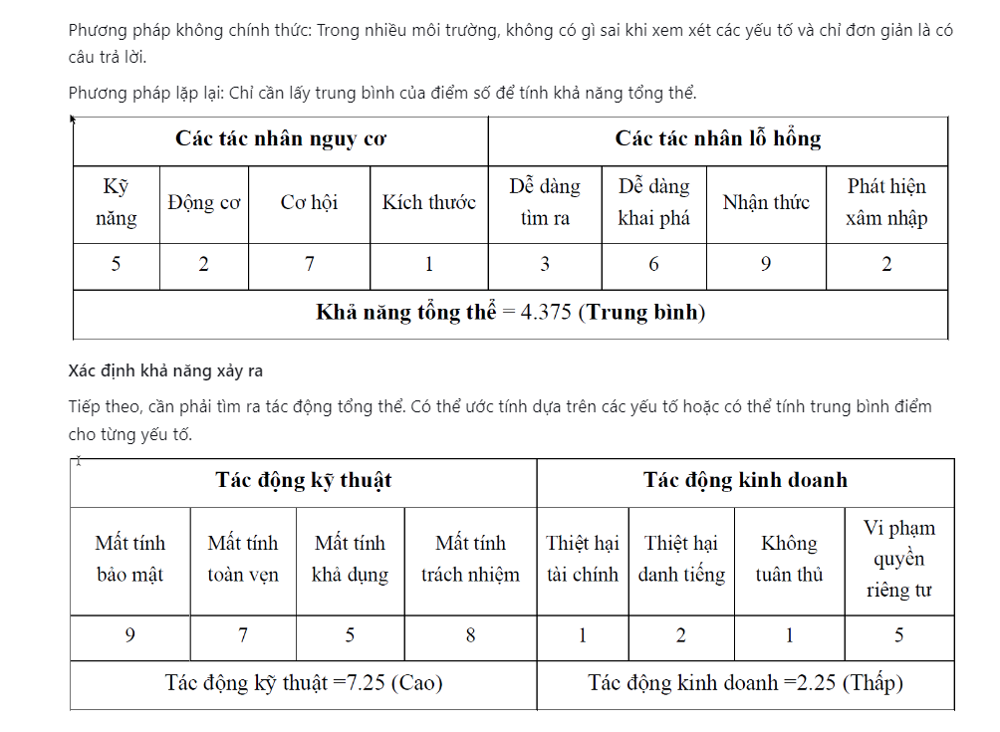 Phương pháp không chính thức: Trong nhiều môi trường, không có gì sai khi xem xét các yếu tố và chỉ đơn giản là có
câu trả lời.
Phương pháp lặp lại: Chỉ cần lấy trung bình của điểm số để tính khả năng tổng thể.
Các tác nhân nguy cơ Các tác nhân lỗ hổng
Kỹ năng Động cơ Cơ hội Kích thước Dễ dàng tìm ra Dễ dàng khai phá Nhận thức Phát hiện xâm nhập
5 2 7 1 3 6 9 2
Khả năng tổng thể = 4.375 (Trung bình)
Xác định khả năng xảy ra
Tiếp theo, cần phải tìm ra tác động tổng thể. Có thể ước tính dựa trên các yếu tố hoặc có thể tính trung bình điểm
cho từng yếu tố.
Tác động kỹ thuật Tác động kinh doanh
Mất tính bảo mật Mất tính toàn vẹn Mất tính khả dụng Mất tính trách nhiệm Thiệt hại tài chính Thiệt hại danh tiếng Không tuân thủ Vi phạm quyền riêng tư
9 7 5 8 1 2 1 5
Tác động kỹ thuật =7.25 (Cao) Tác động kinh doanh =2.25 (Thấp)